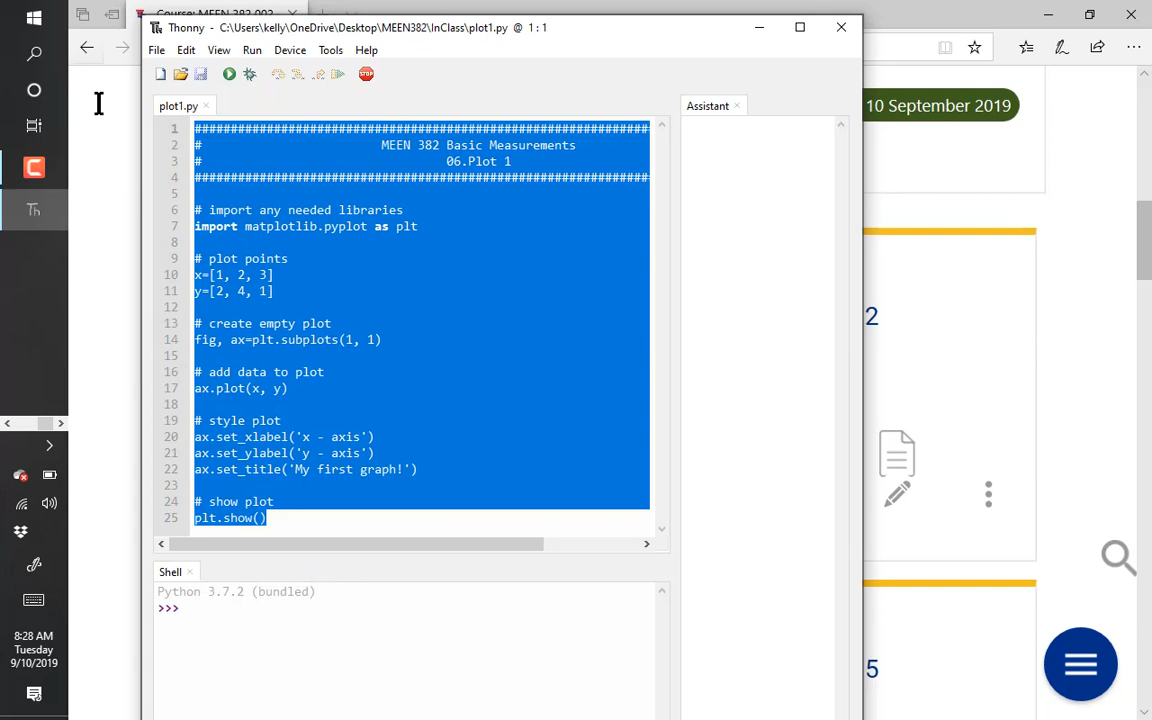 Course: MEEN 382 002
Th Thonny - C:\Users\kelly\OneDrive\Desktop\MEEN382\InClass\plot1.py @ 1 : 1
File Edit View Run Device Tools Help
STOP
plot1.py ×
Assistant ×
10 September 2019
1 ################################################################
2 # MEEN 382 Basic Measurements
3 # 06.Plot 1
4 ################################################################
5
6 # import any needed libraries
7 import matplotlib.pyplot as plt
8
9 # plot points
10 x=[1, 2, 3]
11 y=[2, 4, 1]
12
13 # create empty plot
14 fig, ax=plt.subplots(1, 1)
15
16 # add data to plot
17 ax.plot(x, y)
18
19 # style plot
20 ax.set_xlabel('x - axis')
21 ax.set_ylabel('y - axis')
22 ax.set_title('My first graph!')
23
24 # show plot
25 plt.show()
Shell ×
Python 3.7.2 (bundled)
>>>
2
5
Th
8:28 AM
Tuesday
9/10/2019